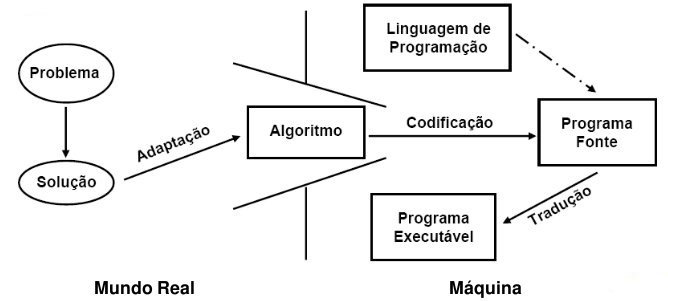 Linguagem de
Programação
Problema
Adaptação
Algoritmo
Codificação
Programa
Fonte
Solução
Tradução
Programa
Executável
Mundo Real
Máquina